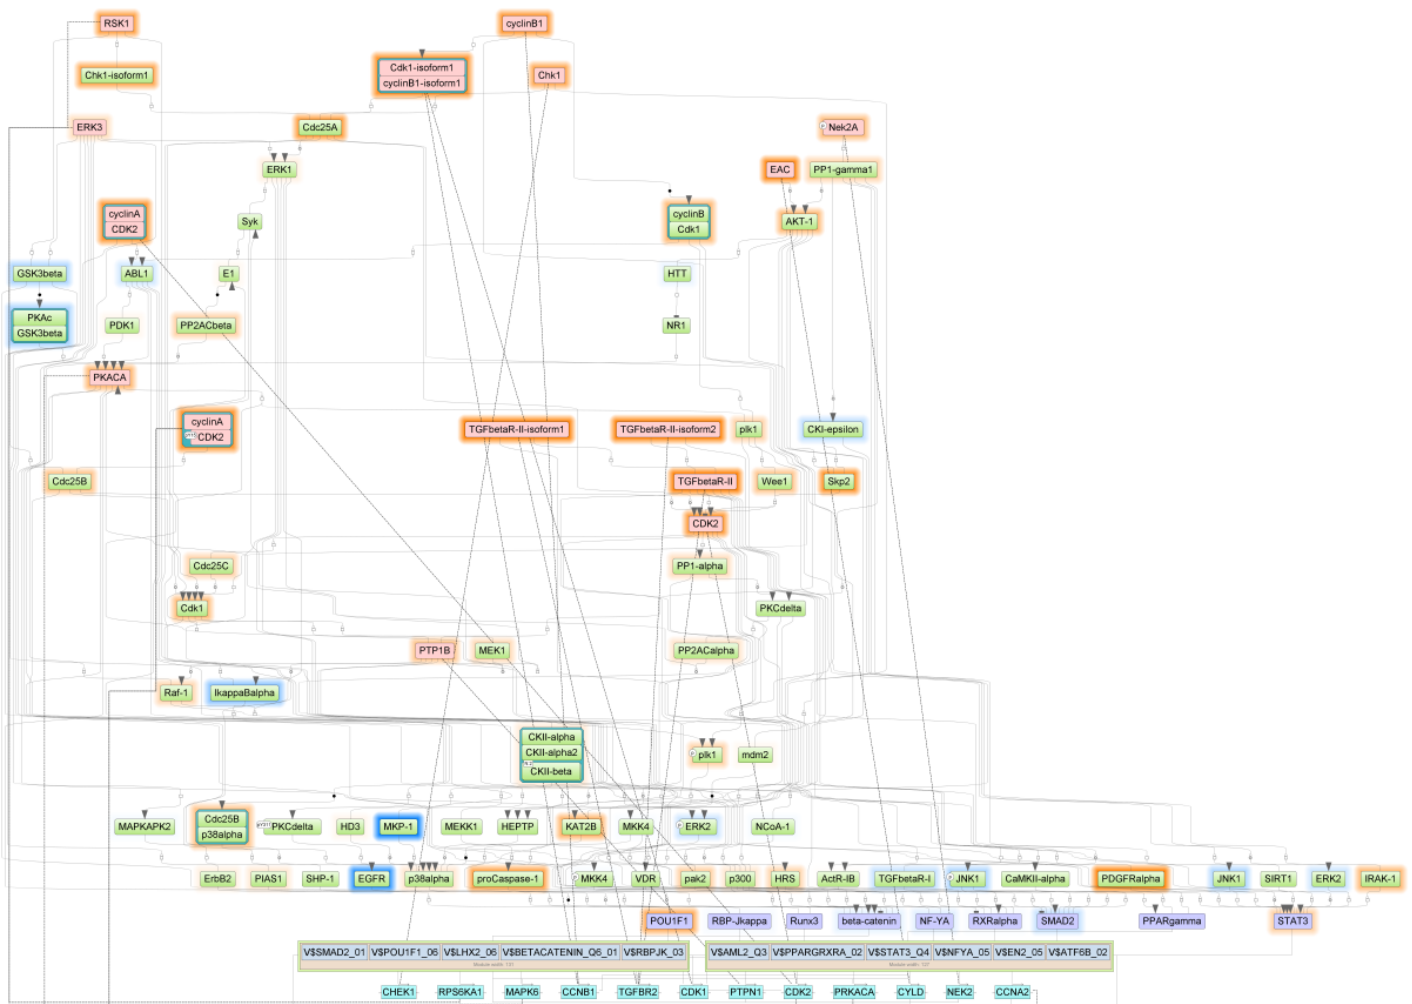 RSK1
cyclinB1
Cdk1-isoform1
cyclinB1-isoform1
Chk1-isoform1
Chk1
ERK3
Cdc25A
Nek2A
ERK1
EAC
PP1-gamma1
cyclinA
CDK2
Syk
cyclinB
Cdk1
AKT-1
GSK3beta
ABL1
E1
HTT
PKAc
GSK3beta
PDK1
PP2ACbeta
NR1
PKACA
cyclinA
CDK2
TGFbetaR-II-isoform1
TGFbetaR-II-isoform2
plk1
CKI-epsilon
Cdc25B
TGFbetaR-II
Wee1
Skp2
CDK2
Cdc25C
PP1-alpha
Cdk1
PKCdelta
PTP1B
MEK1
PP2ACalpha
Raf-1
IkappaBalpha
CKII-alpha
CKII-alpha2
CKII-beta
plk1
mdm2
MAPKAPK2
Cdc25B
p38alpha
PKCdelta
HD3
MKP-1
MEKK1
HEPTP
KAT2B
MKK4
ERK2
NCoA-1
ErbB2
PIAS1
SHP-1
EGFR
p38alpha
proCaspase-1
MKK4
VDR
pak2
p300
HRS
ActR-IB
TGFbetaR-I
JNK1
CaMKII-alpha
PDGFRalpha
JNK1
SIRT1
ERK2
IRAK-1
POU1F1
RBP-Jkappa
Runx3
beta-catenin
NF-YA
RXRalpha
SMAD2
PPARgamma
STAT3
V$SMAD2_01
V$POU1F1_06
V$LHX2_06
V$BETACATENIN_Q6_01
V$RBPJK_03
V$AML2_Q3
V$PPARGRXRA_02
V$STAT3_Q4
V$NFYA_05
V$EN2_05
V$ATF6B_02
CHEK1
RPS6KA1
MAPK6
CCNB1
TGFBR2
CDK1
PTPN1
CDK2
PRKACA
CYLD
NEK2
CCNA2